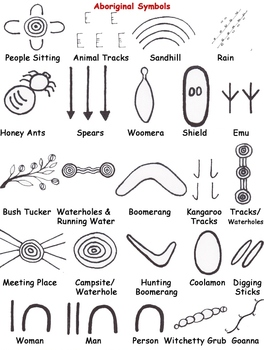 Aboriginal Symbols
People Sitting Animal Tracks Sandhill Rain
Honey Ants Spears Woomera Shield Emu
Bush Tucker Waterholes & Running Water Boomerang Kangaroo Tracks Tracks/ Waterholes
Meeting Place Campsite/ Waterhole Hunting Boomerang Coolamon Digging Sticks
Woman Man Person Witchetty Grub Goanna